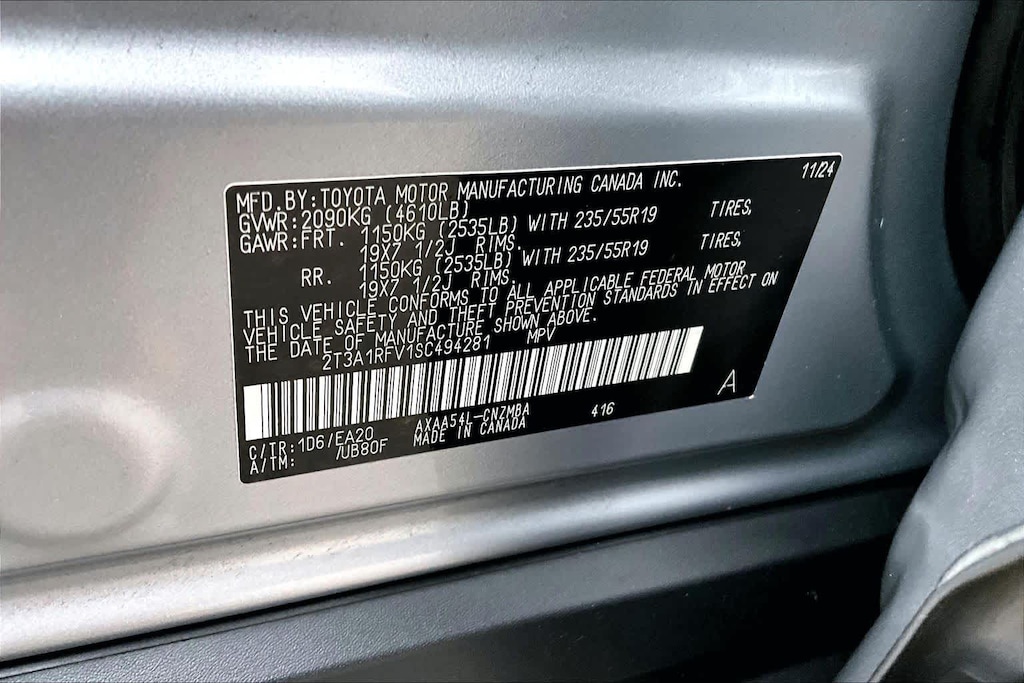 MFD.BY:TOYOTA MOTOR MANUFACTURING CANADA INC. 11/24
GVWR:2090KG (4610LB)
GAWR:FRT. 1150KG (2535LB) WITH 235/55R19 TIRES,
19X7 1/2J RIMS.
RR. 1150KG (2535LB) WITH 235/55R19 TIRES,
19X7 1/2J RIMS.
THIS VEHICLE CONFORMS TO ALL APPLICABLE FEDERAL MOTOR
VEHICLE SAFETY AND THEFT PREVENTION STANDARDS IN EFFECT ON
THE DATE OF MANUFACTURE SHOWN ABOVE.
2T3A1RFV1SC494281 MPV
A
C/TR:1D6/EA20 AXAA54L-CNZMBA 416
A/TM: /UB80F MADE IN CANADA